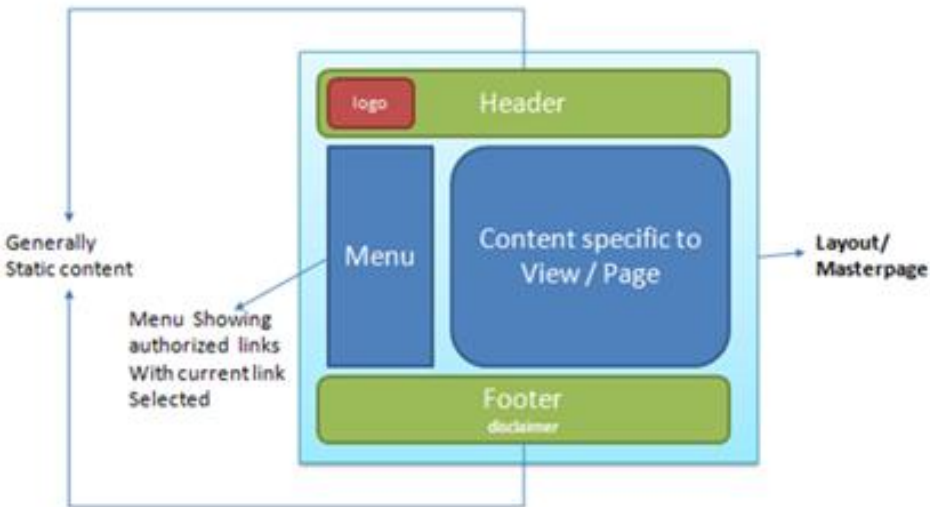 logo
Header
Menu
Content specific to
View / Page
Footer
disclaimer
Generally
Static content
Menu Showing
authorized links
With current link
Selected
Layout/
Masterpage